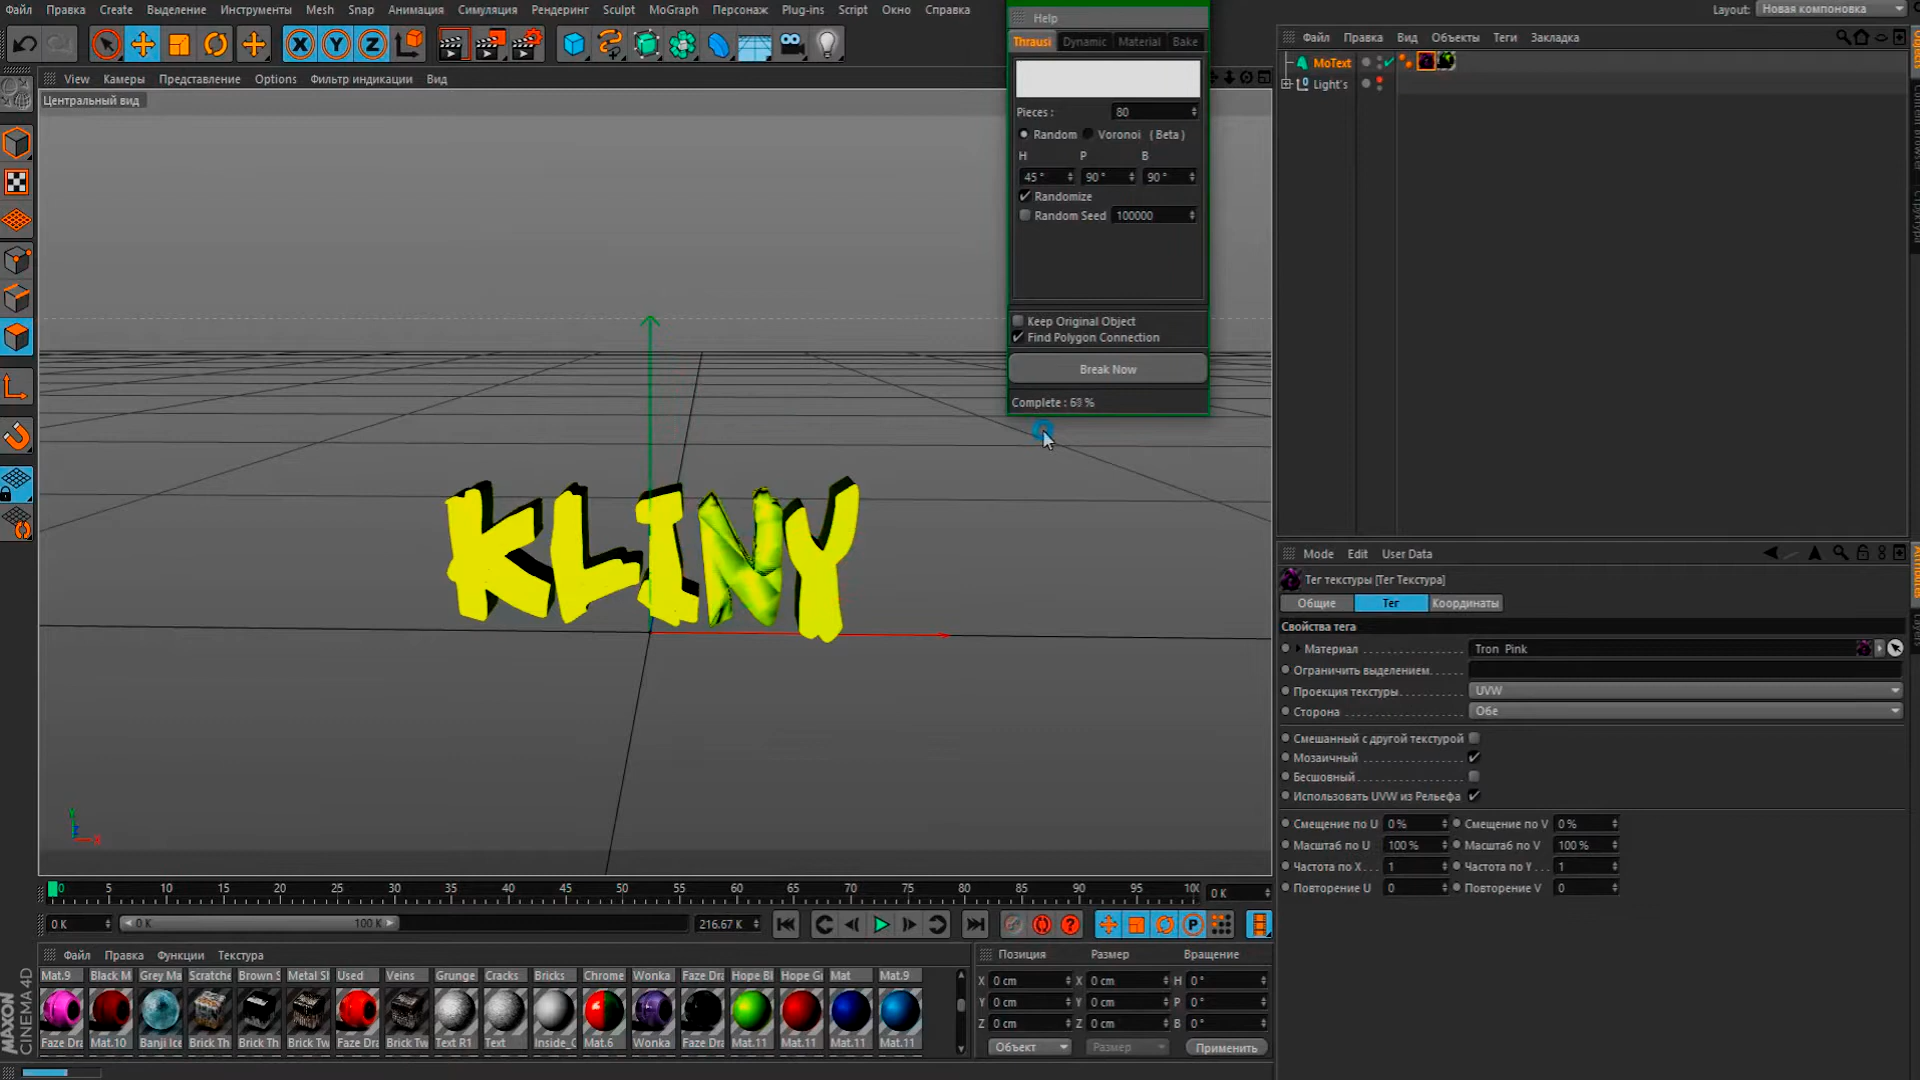 Файл Правка Create Выделение Инструменты Mesh Snap Анимация Симуляция Рендеринг Sculpt MoGraph Персонаж Plug-ins Script Окно Справка
Layout: Новая компоновка
View Камеры Представление Options Фильтр индикации Вид
Центральный вид
Help
Thrausi Dynamic Material Bake
Pieces : 80
Random Voronoi ( Beta )
H P B
45 ° 90 ° 90 °
Randomize
Random Seed 100000
Keep Original Object
Find Polygon Connection
Break Now
Complete : 60 %
KLINY
Файл Правка Вид Объекты Теги Закладка
MoText
Light's
Mode Edit User Data
Тег текстуры [Тег Текстура]
Общие Тег Координаты
Свойства тега
Материал Tron Pink
Ограничить выделением
Проекция текстуры UVW
Сторона Обе
Смешанный с другой текстурой
Мозаичный
Бесшовный
Использовать UVW из Рельефа
Смещение по U 0 % Смещение по V 0 %
Масштаб по U 100 % Масштаб по V 100 %
Частота по X 1 Частота по Y 1
Повторение U 0 Повторение V 0
0 5 10 15 20 25 30 35 40 45 50 55 60 65 70 75 80 85 90 95 100 0 K
0 K 0 K 100 K 216.67 K
Файл Правка Функции Текстура
Mat.9 Black M Grey Ma Scratche Brown S Metal Sl Used Veins Grunge Cracks Bricks Chrome Wonka Faze Dra Hope Bl Hope Gr Mat Mat.9
Faze Dra Mat.10 Banji Ice Brick Th Brick Th Brick Tw Faze Dra Brick Tw Text R1 Text Inside_C Mat.6 Wonka Faze Dra Mat.11 Mat.11 Mat.11 Mat.11
Позиция Размер Вращение
X 0 cm X 0 cm H 0 °
Y 0 cm Y 0 cm P 0 °
Z 0 cm Z 0 cm B 0 °
Объект Размер Применить
MAXON
CINEMA 4D